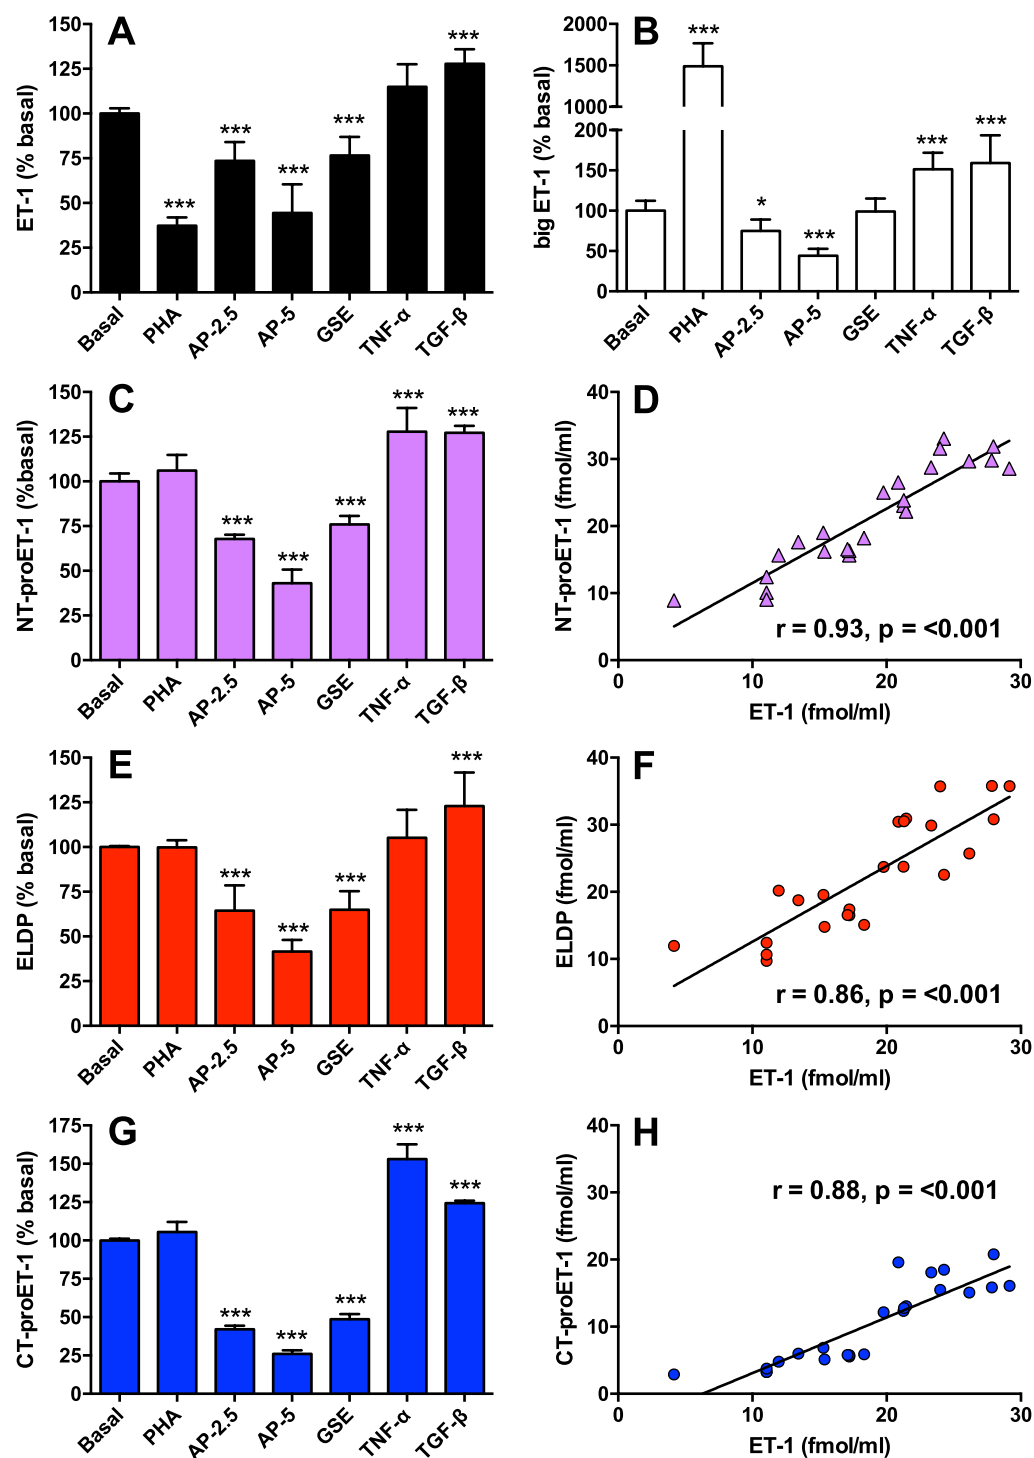 A
ET-1 (% basal)
150
125
100
75
50
25
0
***
***
***
***
***
Basal
PHA
AP-2.5
AP-5
GSE
TNF-α
TGF-β
B
big ET-1 (% basal)
2000
1500
1000
200
150
100
50
0
***
*
***
***
***
Basal
PHA
AP-2.5
AP-5
GSE
TNF-α
TGF-β
C
NT-proET-1 (%basal)
150
125
100
75
50
25
0
***
***
***
***
***
Basal
PHA
AP-2.5
AP-5
GSE
TNF-α
TGF-β
D
NT-proET-1 (fmol/ml)
40
30
20
10
0
r = 0.93, p = <0.001
0
10
20
30
ET-1 (fmol/ml)
E
ELDP (% basal)
150
125
100
75
50
25
0
***
***
***
***
Basal
PHA
AP-2.5
AP-5
GSE
TNF-α
TGF-β
F
ELDP (fmol/ml)
40
30
20
10
0
r = 0.86, p = <0.001
0
10
20
30
ET-1 (fmol/ml)
G
CT-proET-1 (% basal)
175
150
125
100
75
50
25
0
***
***
***
***
***
Basal
PHA
AP-2.5
AP-5
GSE
TNF-α
TGF-β
H
CT-proET-1 (fmol/ml)
40
30
20
10
0
r = 0.88, p = <0.001
0
10
20
30
ET-1 (fmol/ml)